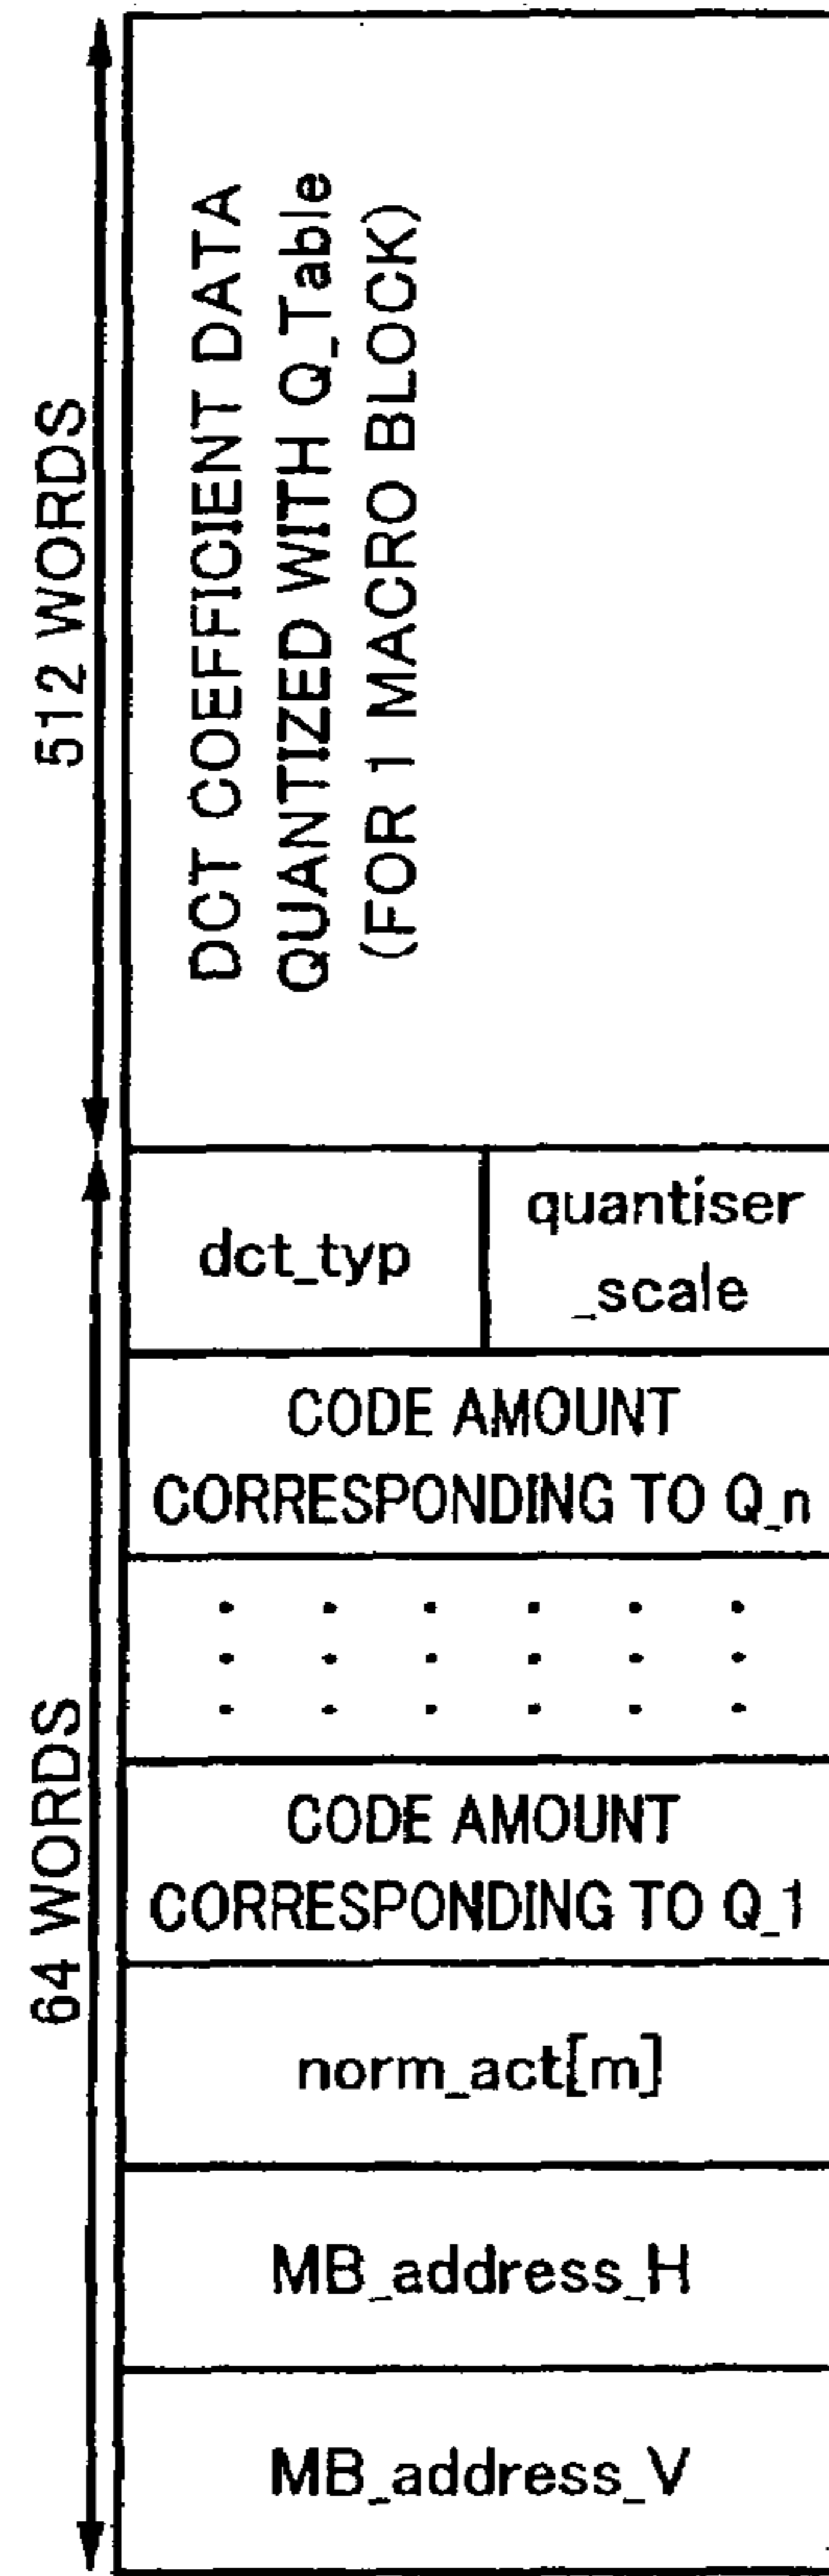 512 WORDS
DCT COEFFICIENT DATA
QUANTIZED WITH Q_Table
(FOR 1 MACRO BLOCK)
64 WORDS
dct_typ
quantiser
_scale
CODE AMOUNT
CORRESPONDING TO Q_n
CODE AMOUNT
CORRESPONDING TO Q_1
norm_act[m]
MB_address_H
MB_address_V